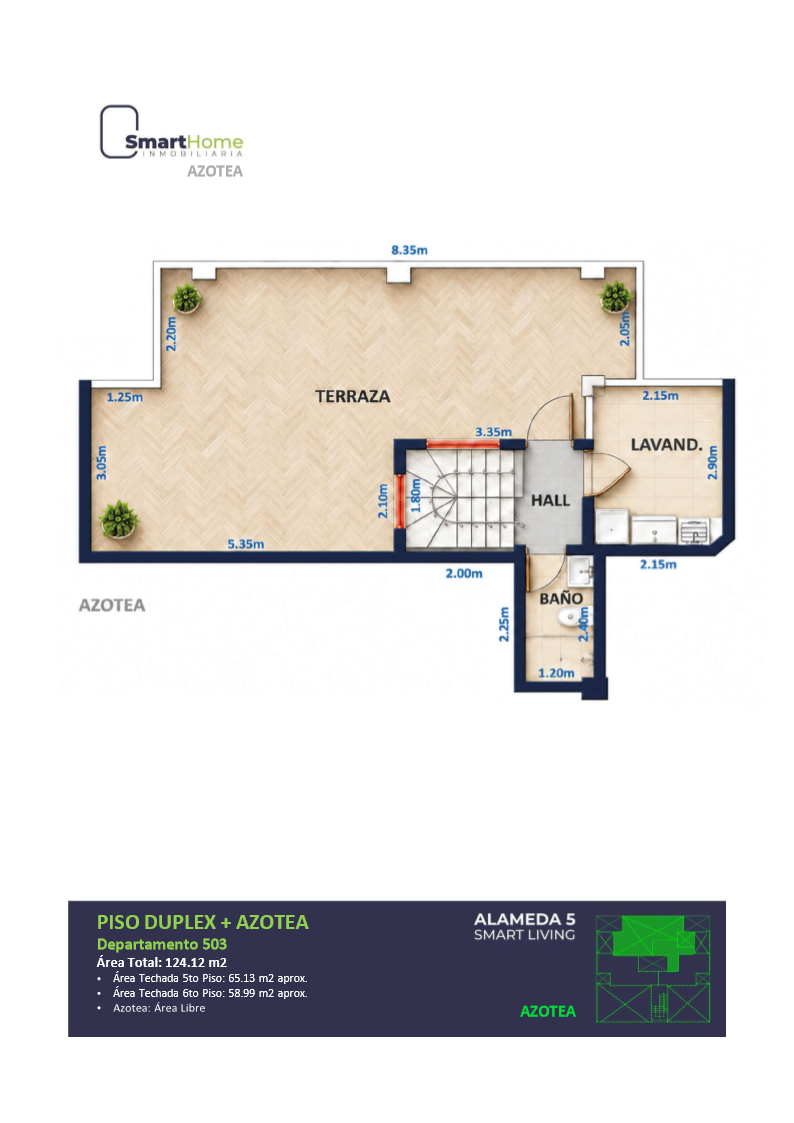 SmartHome
INMOBILIARIA
AZOTEA
8.35m
2.20m
2.05m
1.25m
TERRAZA
2.15m
3.35m
LAVAND.
3.05m
2.90m
2.10m
1.80m
HALL
5.35m
2.00m
2.15m
AZOTEA
BAÑO
2.25m
2.40m
1.20m
PISO DUPLEX + AZOTEA
Departamento 503
Área Total: 124.12 m2
• Área Techada 5to Piso: 65.13 m2 aprox.
• Área Techada 6to Piso: 58.99 m2 aprox.
• Azotea: Área Libre
ALAMEDA 5
SMART LIVING
AZOTEA